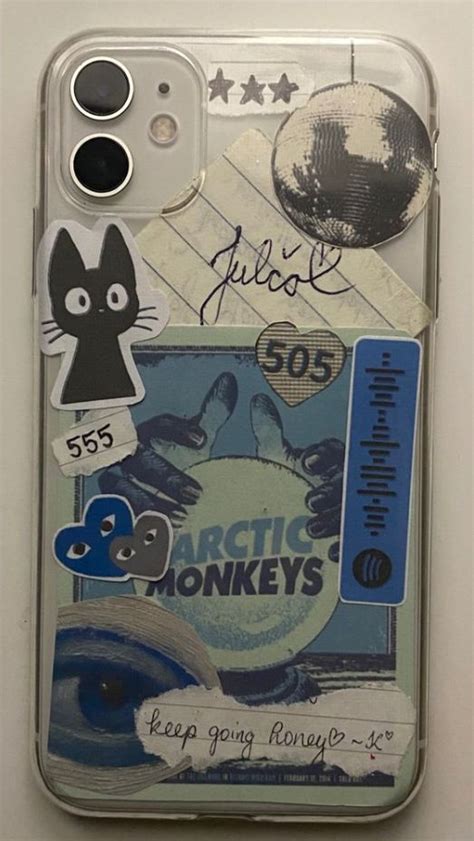 Julčo♡
505
555
ARCTIC
MONKEYS
keep going honey♡ ~K♡